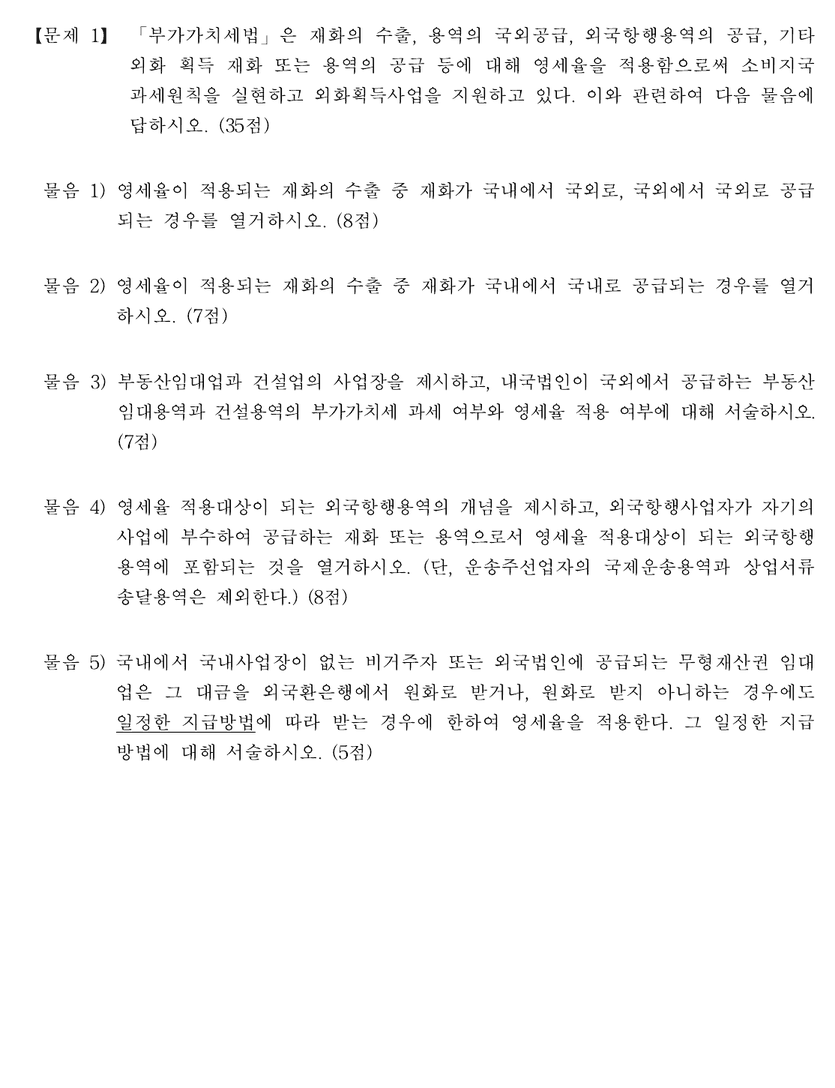 【문제 1】 「부가가치세법」은 재화의 수출, 용역의 국외공급, 외국항행용역의 공급, 기타
외화 획득 재화 또는 용역의 공급 등에 대해 영세율을 적용함으로써 소비지국
과세원칙을 실현하고 외화획득사업을 지원하고 있다. 이와 관련하여 다음 물음에
답하시오. (35점)
물음 1) 영세율이 적용되는 재화의 수출 중 재화가 국내에서 국외로, 국외에서 국외로 공급
되는 경우를 열거하시오. (8점)
물음 2) 영세율이 적용되는 재화의 수출 중 재화가 국내에서 국내로 공급되는 경우를 열거
하시오. (7점)
물음 3) 부동산임대업과 건설업의 사업장을 제시하고, 내국법인이 국외에서 공급하는 부동산
임대용역과 건설용역의 부가가치세 과세 여부와 영세율 적용 여부에 대해 서술하시오.
(7점)
물음 4) 영세율 적용대상이 되는 외국항행용역의 개념을 제시하고, 외국항행사업자가 자기의
사업에 부수하여 공급하는 재화 또는 용역으로서 영세율 적용대상이 되는 외국항행
용역에 포함되는 것을 열거하시오. (단, 운송주선업자의 국제운송용역과 상업서류
송달용역은 제외한다.) (8점)
물음 5) 국내에서 국내사업장이 없는 비거주자 또는 외국법인에 공급되는 무형재산권 임대
업은 그 대금을 외국환은행에서 원화로 받거나, 원화로 받지 아니하는 경우에도
일정한 지급방법에 따라 받는 경우에 한하여 영세율을 적용한다. 그 일정한 지급
방법에 대해 서술하시오. (5점)